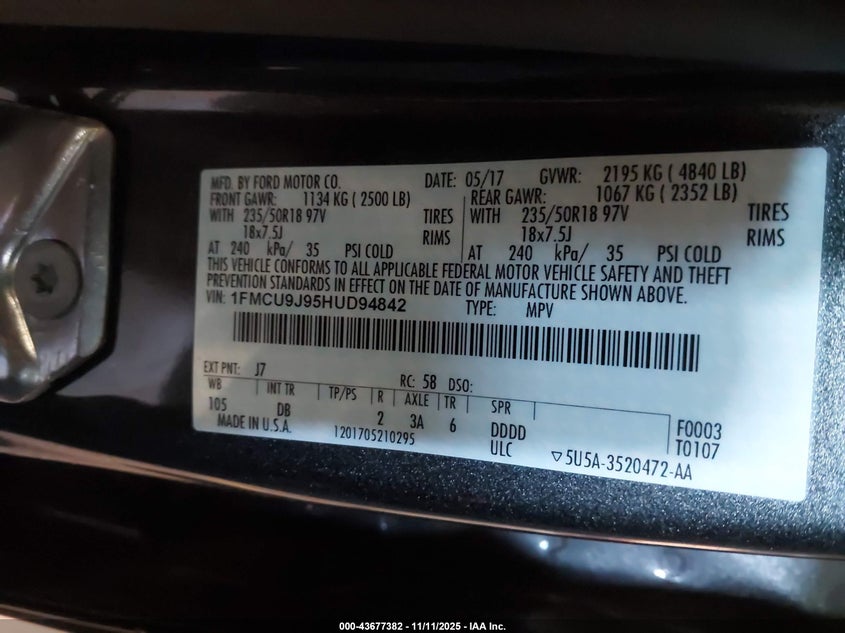 MFD. BY FORD MOTOR CO. DATE: 05/17 GVWR: 2195 KG ( 4840 LB)
FRONT GAWR: 1134 KG ( 2500 LB) REAR GAWR: 1067 KG ( 2352 LB)
WITH 235/50R18 97V TIRES WITH 235/50R18 97V TIRES
18x7.5J RIMS 18x7.5J RIMS
AT 240 kPa/ 35 PSI COLD AT 240 kPa/ 35 PSI COLD
THIS VEHICLE CONFORMS TO ALL APPLICABLE FEDERAL MOTOR VEHICLE SAFETY AND THEFT
PREVENTION STANDARDS IN EFFECT ON THE DATE OF MANUFACTURE SHOWN ABOVE.
VIN: 1FMCU9J95HUD94842 TYPE: MPV
EXT PNT: J7 RC: 58 DSO:
WB INT TR TP/PS R AXLE TR SPR
105 DB 2 3A 6 DDDD F0003
MADE IN U.S.A. 1201705210295 ULC T0107
▽5U5A-3520472-AA
000-43677382 - 11/11/2025 - IAA Inc.